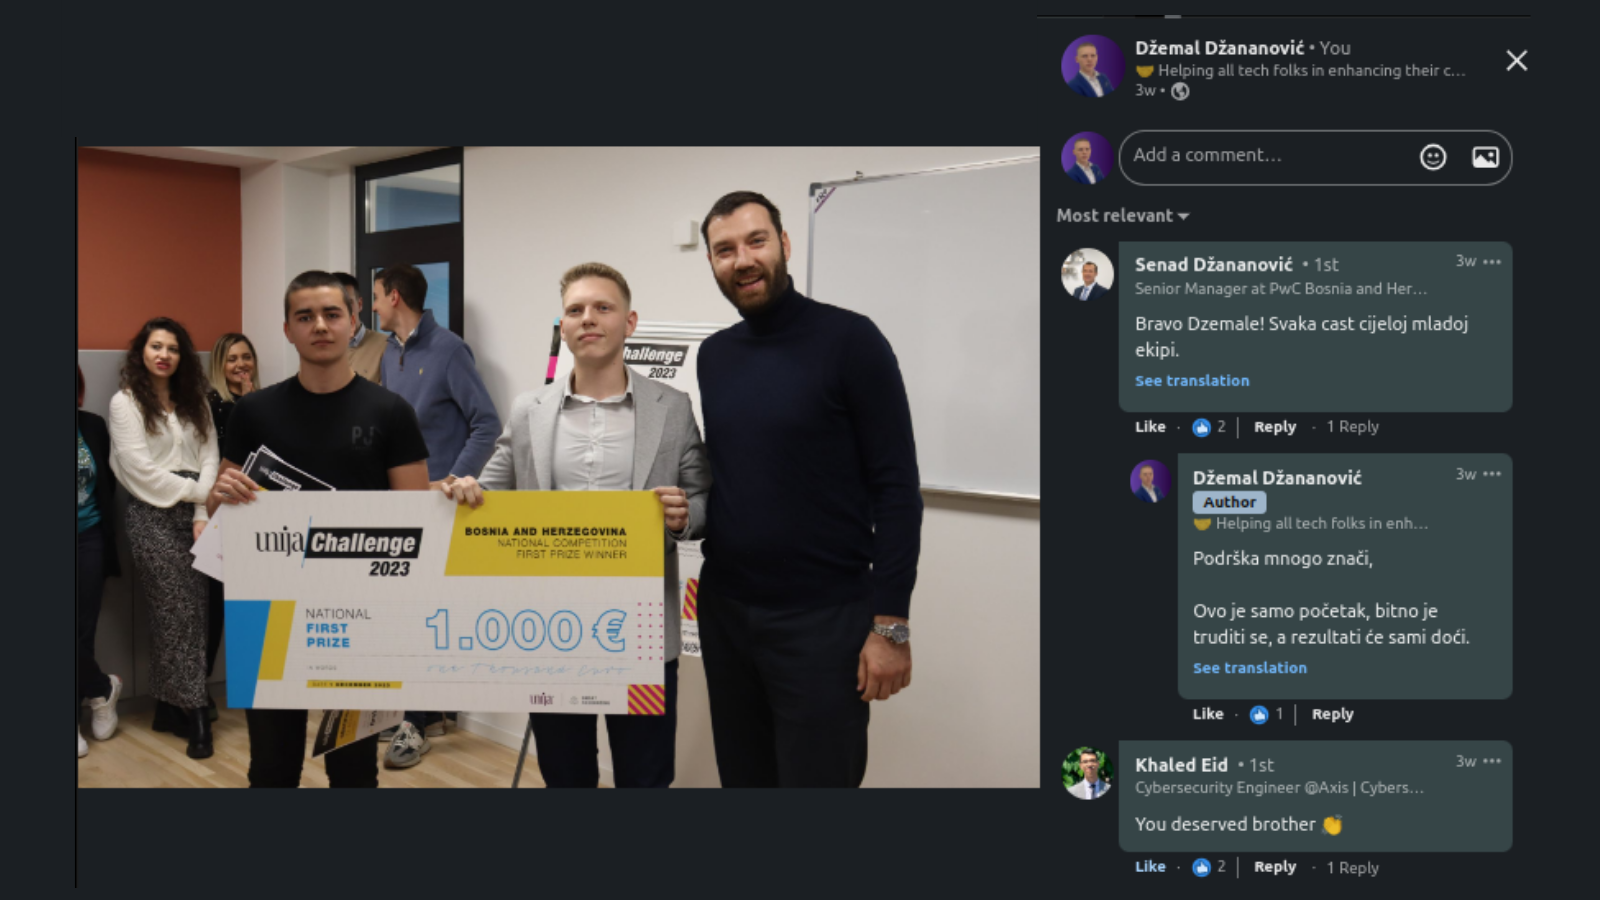 Džemal Džananović • You
🤝 Helping all tech folks in enhancing their c...
3w •
Add a comment...
Most relevant
Senad Džananović • 1st
3w
Senior Manager at PwC Bosnia and Her...
Bravo Dzemale! Svaka cast cijeloj mladoj
ekipi.
See translation
Like · 2 | Reply · 1 Reply
Džemal Džananović
3w
Author
🤝 Helping all tech folks in enh...
Podrška mnogo znači,
Ovo je samo početak, bitno je
truditi se, a rezultati će sami doći.
See translation
Like · 1 | Reply
Khaled Eid • 1st
3w
Cybersecurity Engineer @Axis | Cybers...
You deserved brother 👏
Like · 2 | Reply · 1 Reply
hallenge
2023
PJ
unija Challenge
2023
BOSNIA AND HERZEGOVINA
NATIONAL COMPETITION
FIRST PRIZE WINNER
NATIONAL
FIRST
PRIZE
1.000 €
One Thousand Euro
unija